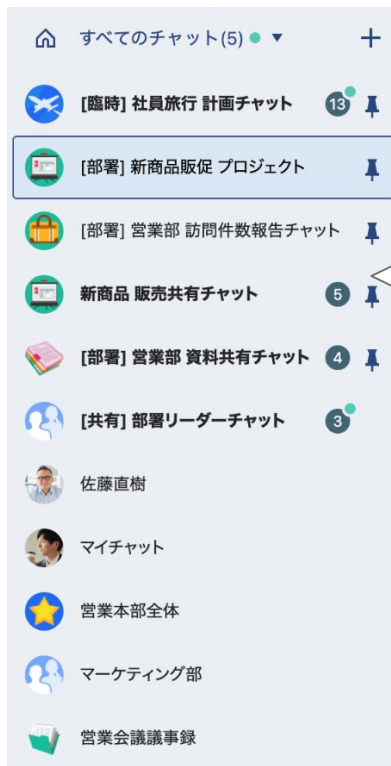 すべてのチャット(5)
[臨時] 社員旅行 計画チャット 13
[部署] 新商品販促 プロジェクト
[部署] 営業部 訪問件数報告チャット
新商品 販売共有チャット 5
[部署] 営業部 資料共有チャット 4
[共有] 部署リーダーチャット 3
佐藤直樹
マイチャット
営業本部全体
マーケティング部
営業会議議事録